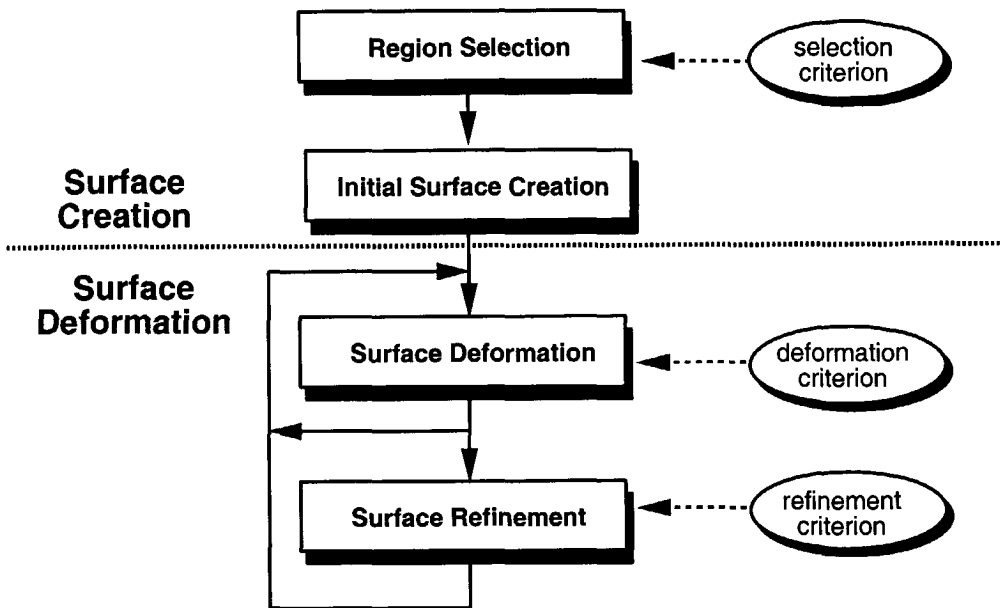 Region Selection
selection
criterion
Initial Surface Creation
Surface
Creation
Surface
Deformation
Surface Deformation
deformation
criterion
Surface Refinement
refinement
criterion